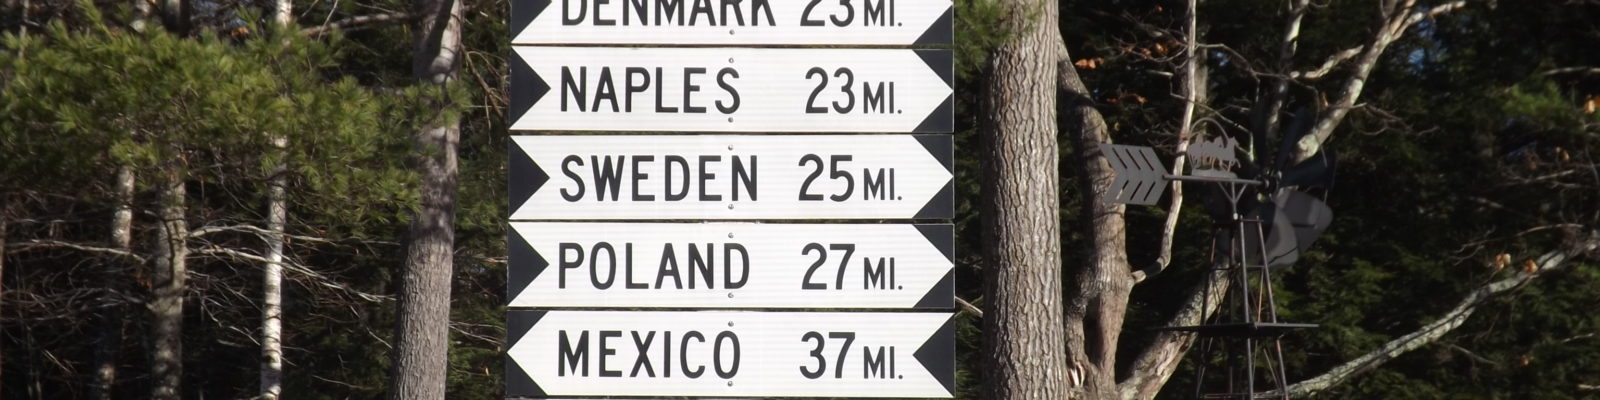 DENMARK 23 MI.
NAPLES 23 MI.
SWEDEN 25 MI.
POLAND 27 MI.
MEXICO 37 MI.